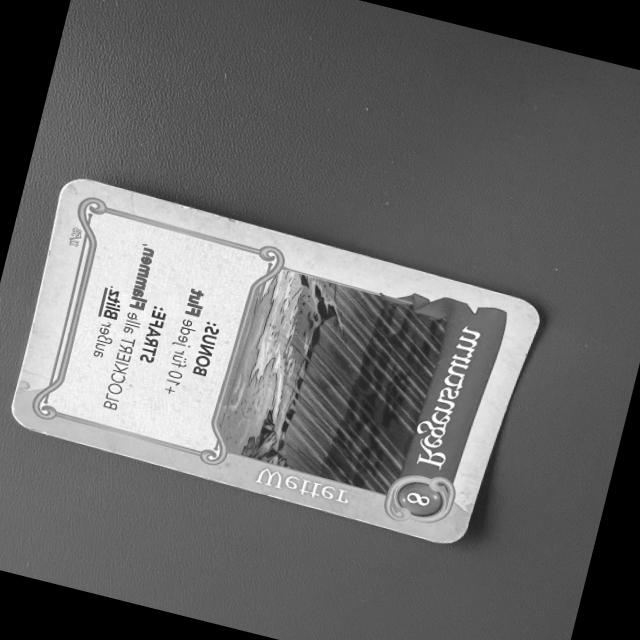 8
Regensturm
Wetter
BONUS:
+10 für jede Flut
STRAFE:
BLOCKIERT alle Flammen,
außer Blitz.